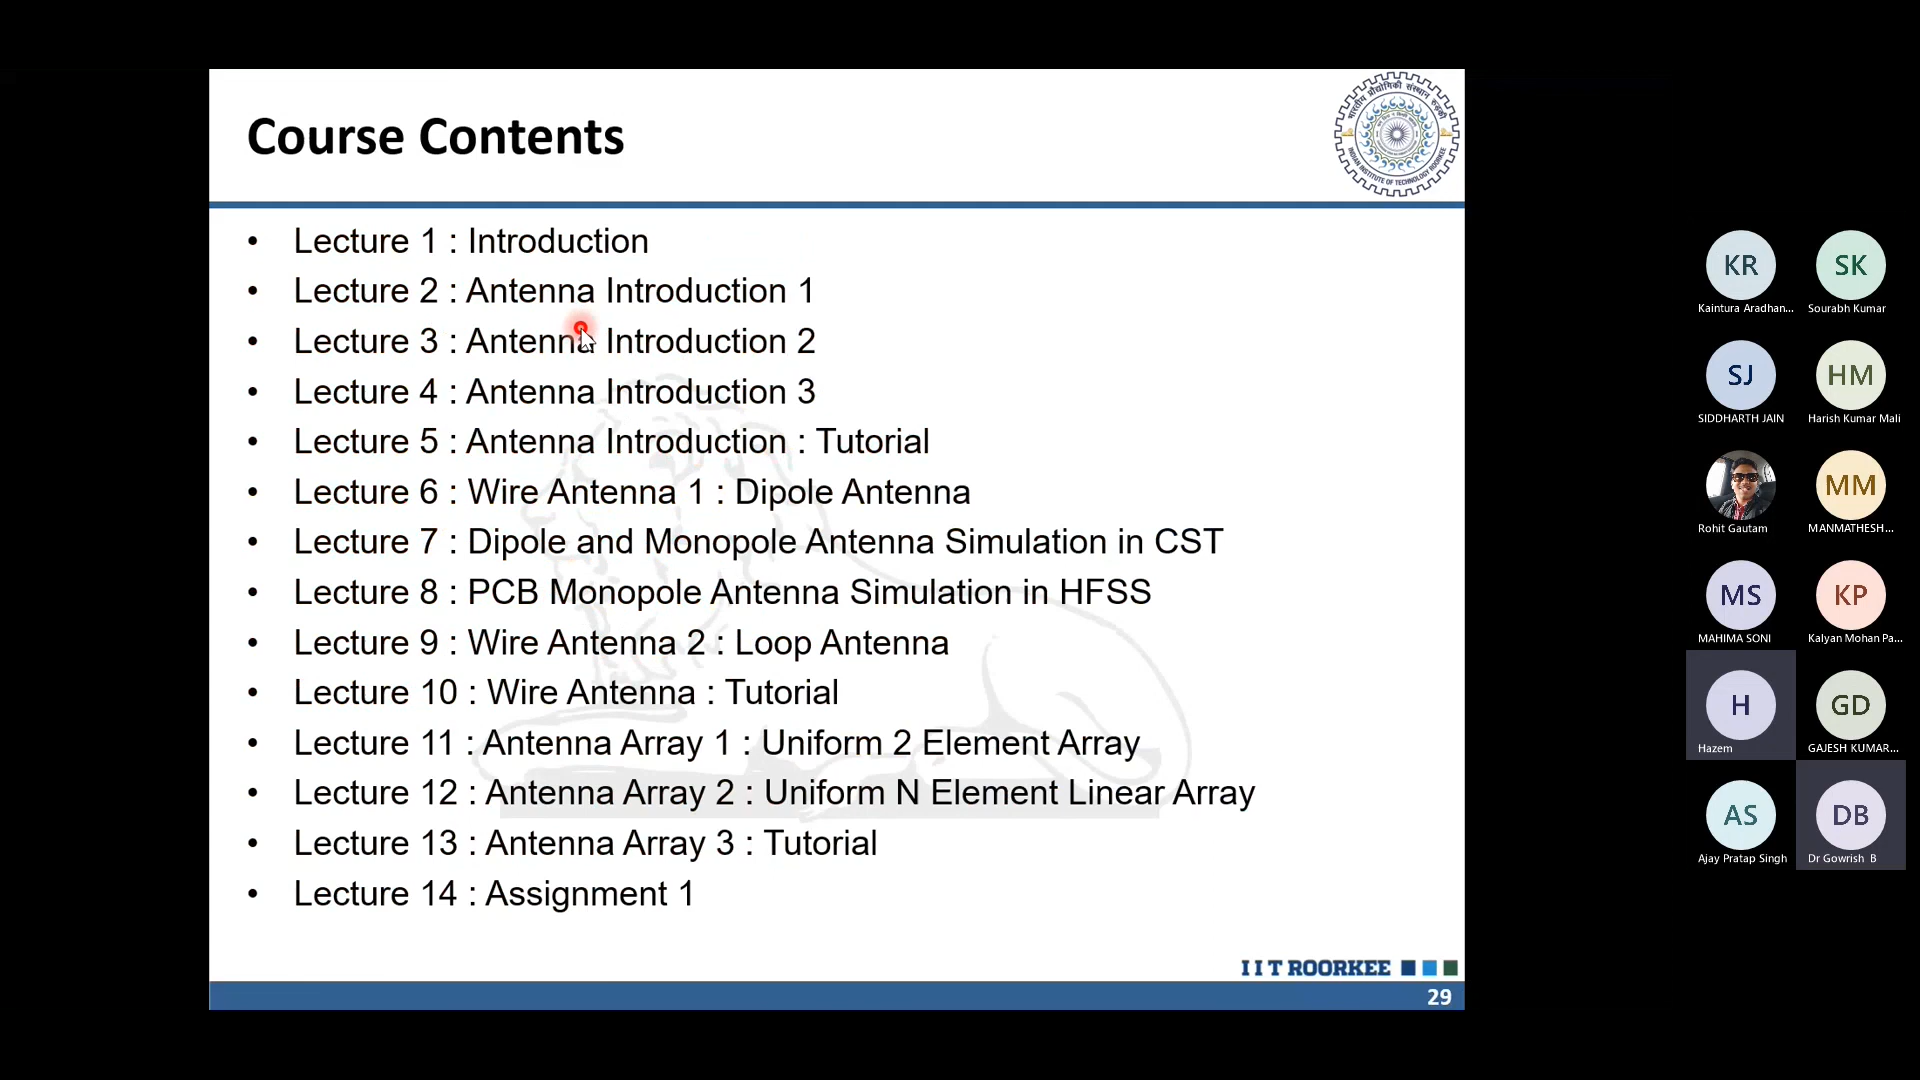 Course Contents
भारतीय प्रौद्योगिकी संस्थान रुड़की
INDIAN INSTITUTE OF TECHNOLOGY ROORKEE
• Lecture 1 : Introduction
• Lecture 2 : Antenna Introduction 1
• Lecture 3 : Antenna Introduction 2
• Lecture 4 : Antenna Introduction 3
• Lecture 5 : Antenna Introduction : Tutorial
• Lecture 6 : Wire Antenna 1 : Dipole Antenna
• Lecture 7 : Dipole and Monopole Antenna Simulation in CST
• Lecture 8 : PCB Monopole Antenna Simulation in HFSS
• Lecture 9 : Wire Antenna 2 : Loop Antenna
• Lecture 10 : Wire Antenna : Tutorial
• Lecture 11 : Antenna Array 1 : Uniform 2 Element Array
• Lecture 12 : Antenna Array 2 : Uniform N Element Linear Array
• Lecture 13 : Antenna Array 3 : Tutorial
• Lecture 14 : Assignment 1
IIT ROORKEE
29
KR SK
Kaintura Aradhan... Sourabh Kumar
SJ HM
SIDDHARTH JAIN Harish Kumar Mali
MM
Rohit Gautam MANMATHESH...
MS KP
MAHIMA SONI Kalyan Mohan Pa...
H GD
Hazem GAJESH KUMAR...
AS DB
Ajay Pratap Singh Dr Gowrish B